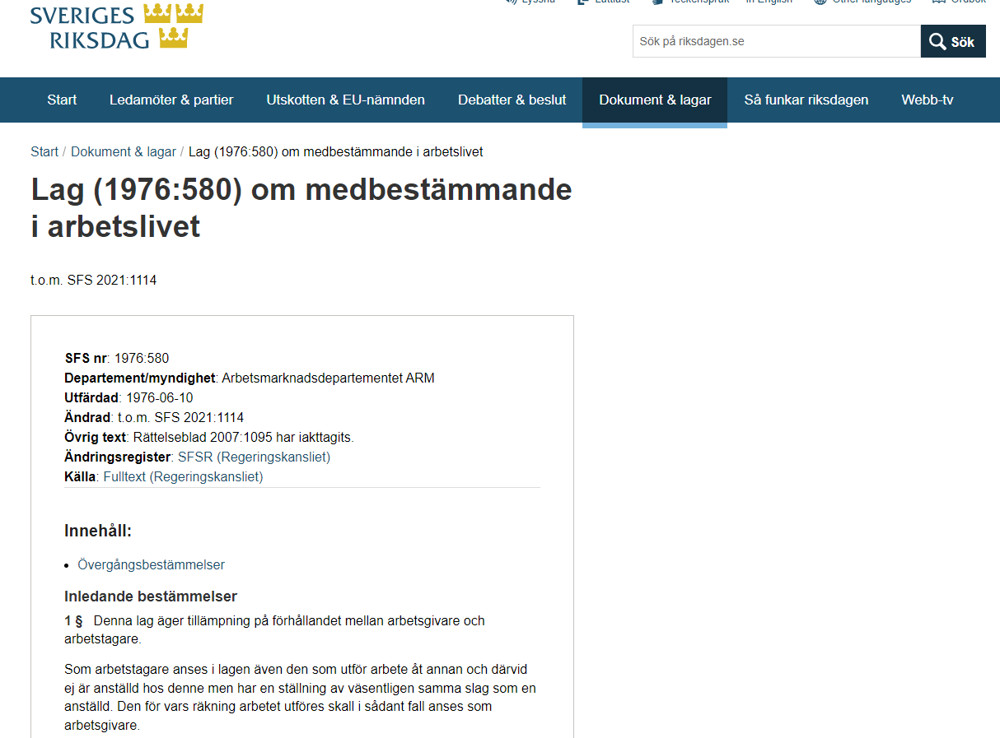 Lyssna Lättläst Teckenspråk In English Other languages Ordbok
SVERIGES
RIKSDAG
Sök på riksdagen.se
Sök
Start Ledamöter & partier Utskotten & EU-nämnden Debatter & beslut Dokument & lagar Så funkar riksdagen Webb-tv
Start / Dokument & lagar / Lag (1976:580) om medbestämmande i arbetslivet
Lag (1976:580) om medbestämmande
i arbetslivet
t.o.m. SFS 2021:1114
SFS nr: 1976:580
Departement/myndighet: Arbetsmarknadsdepartementet ARM
Utfärdad: 1976-06-10
Ändrad: t.o.m. SFS 2021:1114
Övrig text: Rättelseblad 2007:1095 har iakttagits.
Ändringsregister: SFSR (Regeringskansliet)
Källa: Fulltext (Regeringskansliet)
Innehåll:
• Övergångsbestämmelser
Inledande bestämmelser
1 § Denna lag äger tillämpning på förhållandet mellan arbetsgivare och
arbetstagare.
Som arbetstagare anses i lagen även den som utför arbete åt annan och därvid
ej är anställd hos denne men har en ställning av väsentligen samma slag som en
anställd. Den för vars räkning arbetet utföres skall i sådant fall anses som
arbetsgivare.